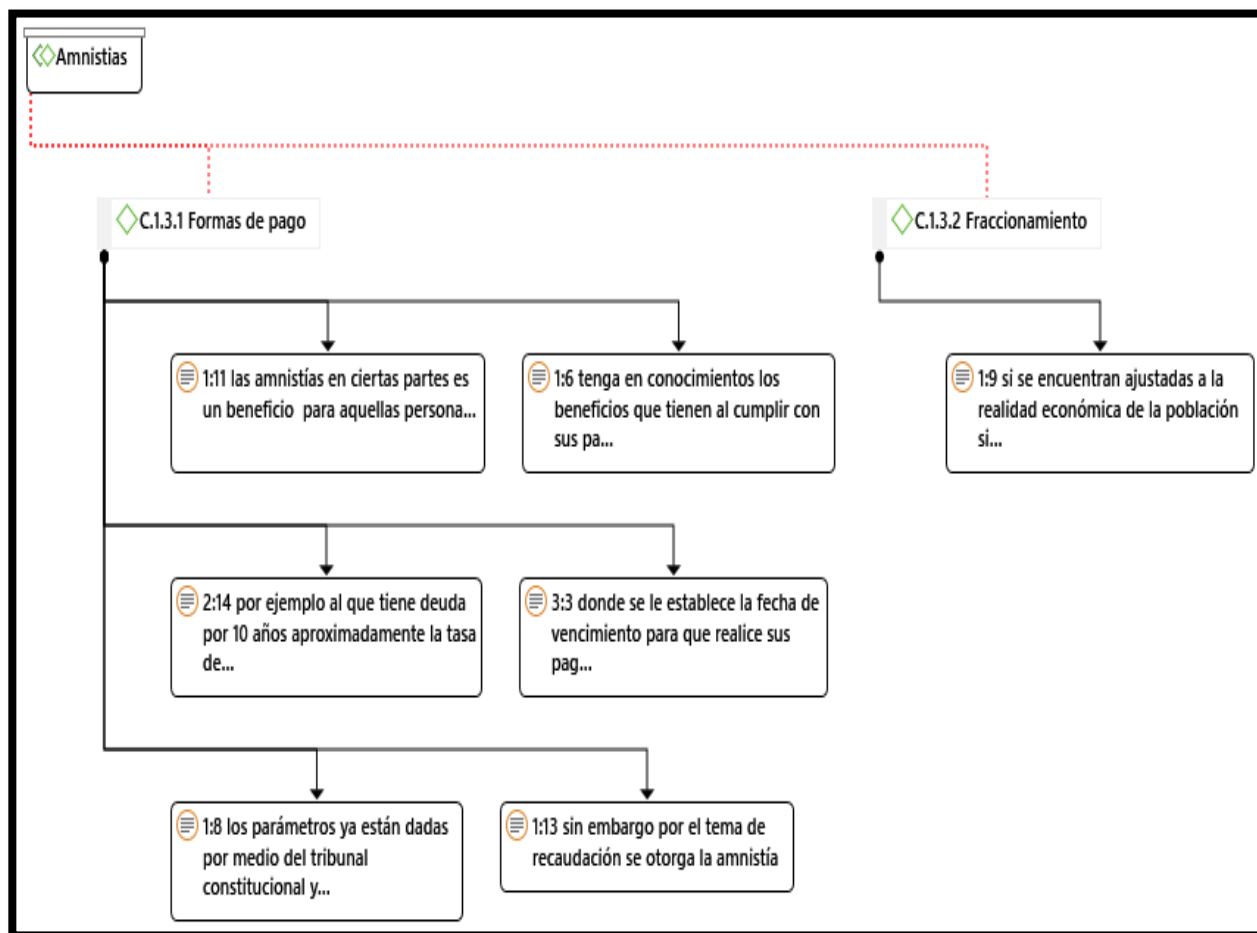 Amnistias
C.1.3.1 Formas de pago
C.1.3.2 Fraccionamiento
1:11 las amnistías en ciertas partes es
un beneficio  para aquellas persona...
1:6 tenga en conocimientos los
beneficios que tienen al cumplir con
sus pa...
1:9 si se encuentran ajustadas a la
realidad económica de la población
si...
2:14 por ejemplo al que tiene deuda
por 10 años aproximadamente la tasa
de...
3:3 donde se le establece la fecha de
vencimiento para que realice sus
pag...
1:8 los parámetros ya están dadas
por medio del tribunal
constitucional y...
1:13 sin embargo por el tema de
recaudación se otorga la amnistía